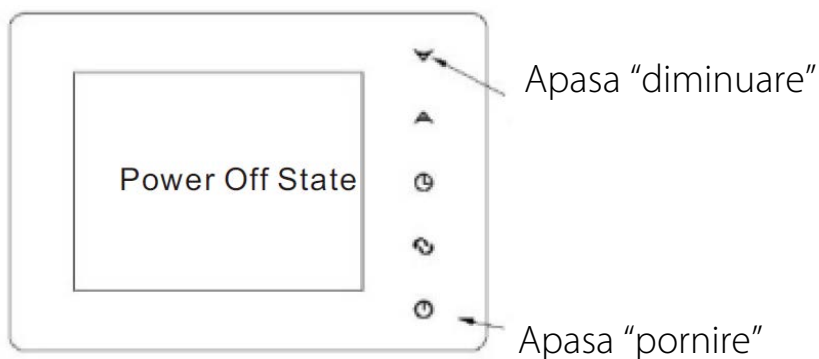 Apasa “diminuare”
Power Off State
Apasa “pornire”